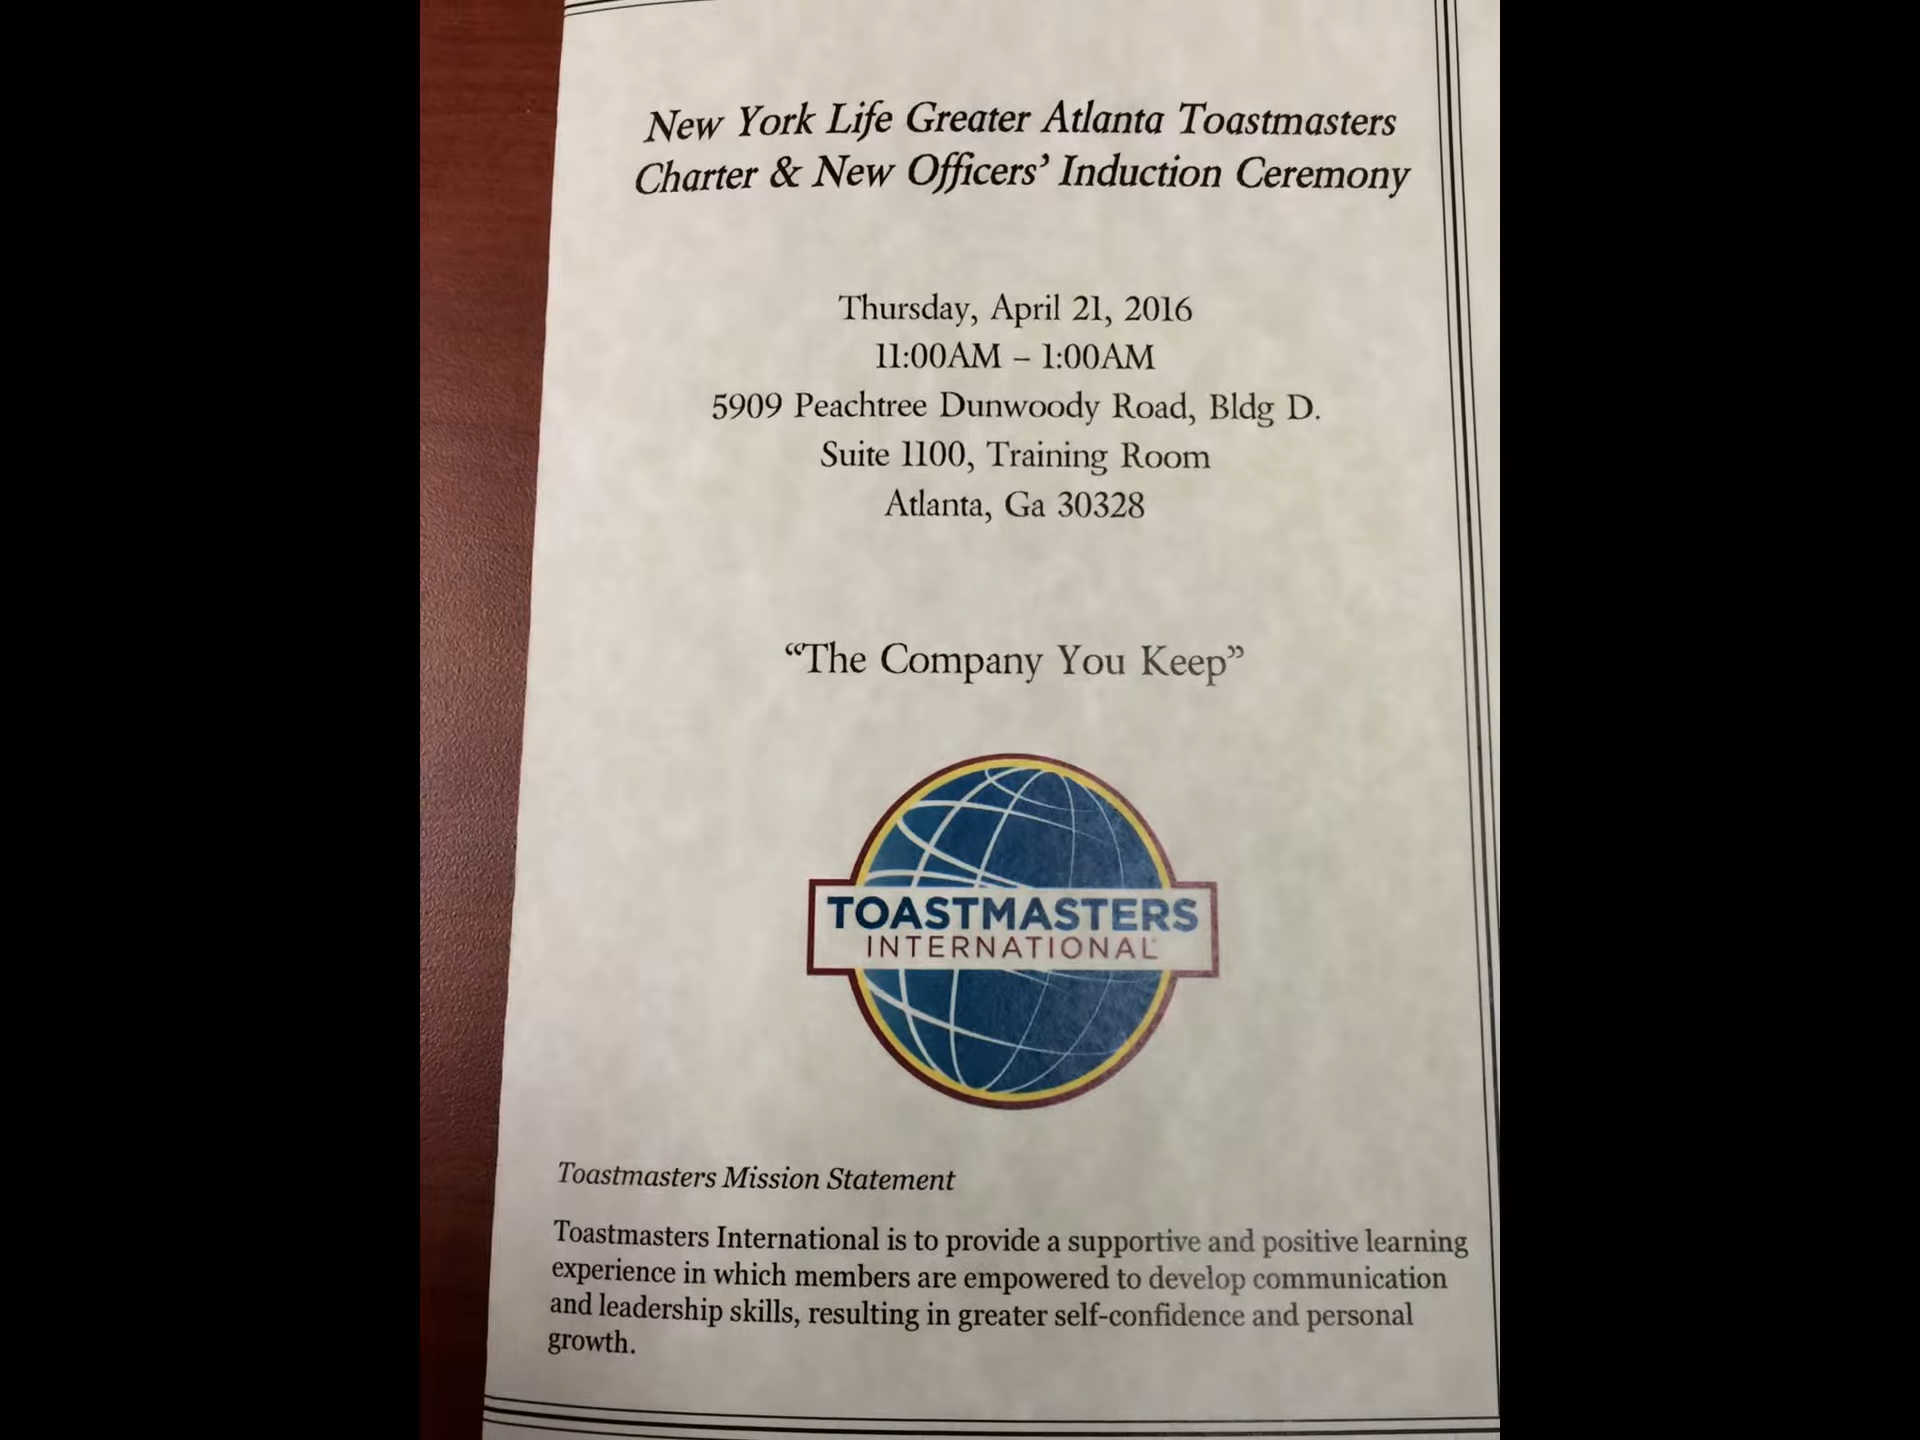 New York Life Greater Atlanta Toastmasters
Charter & New Officers’ Induction Ceremony
Thursday, April 21, 2016
11:00AM – 1:00AM
5909 Peachtree Dunwoody Road, Bldg D.
Suite 1100, Training Room
Atlanta, Ga 30328
“The Company You Keep”
TOASTMASTERS
INTERNATIONAL
Toastmasters Mission Statement
Toastmasters International is to provide a supportive and positive learning
experience in which members are empowered to develop communication
and leadership skills, resulting in greater self-confidence and personal
growth.